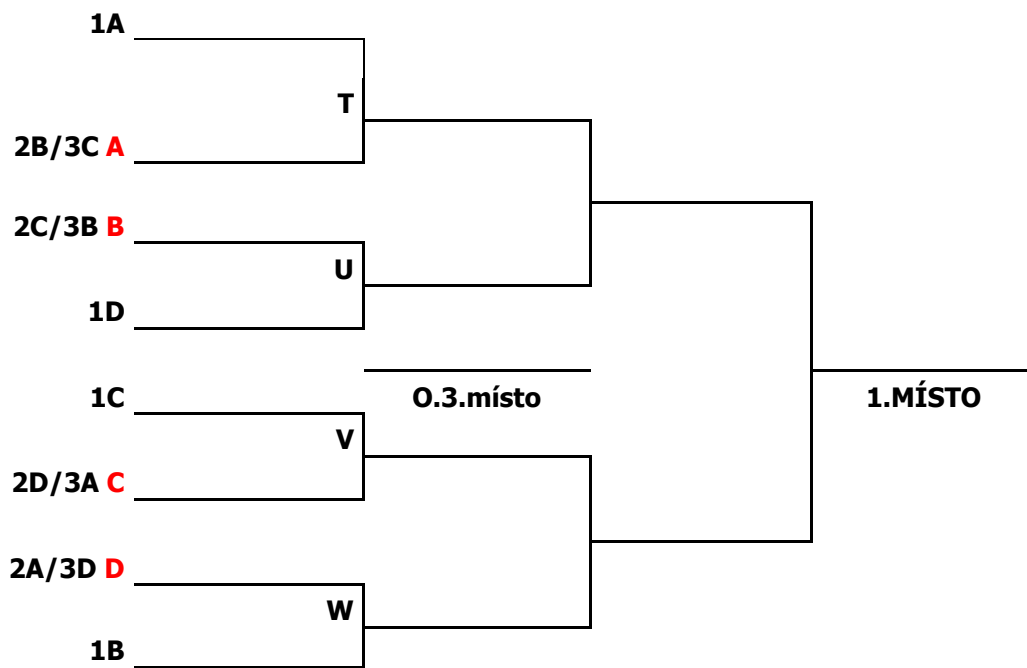 1A
T
2B/3C A
2C/3B B
U
1D
1C
O.3.místo
1.MÍSTO
V
2D/3A C
2A/3D D
W
1B